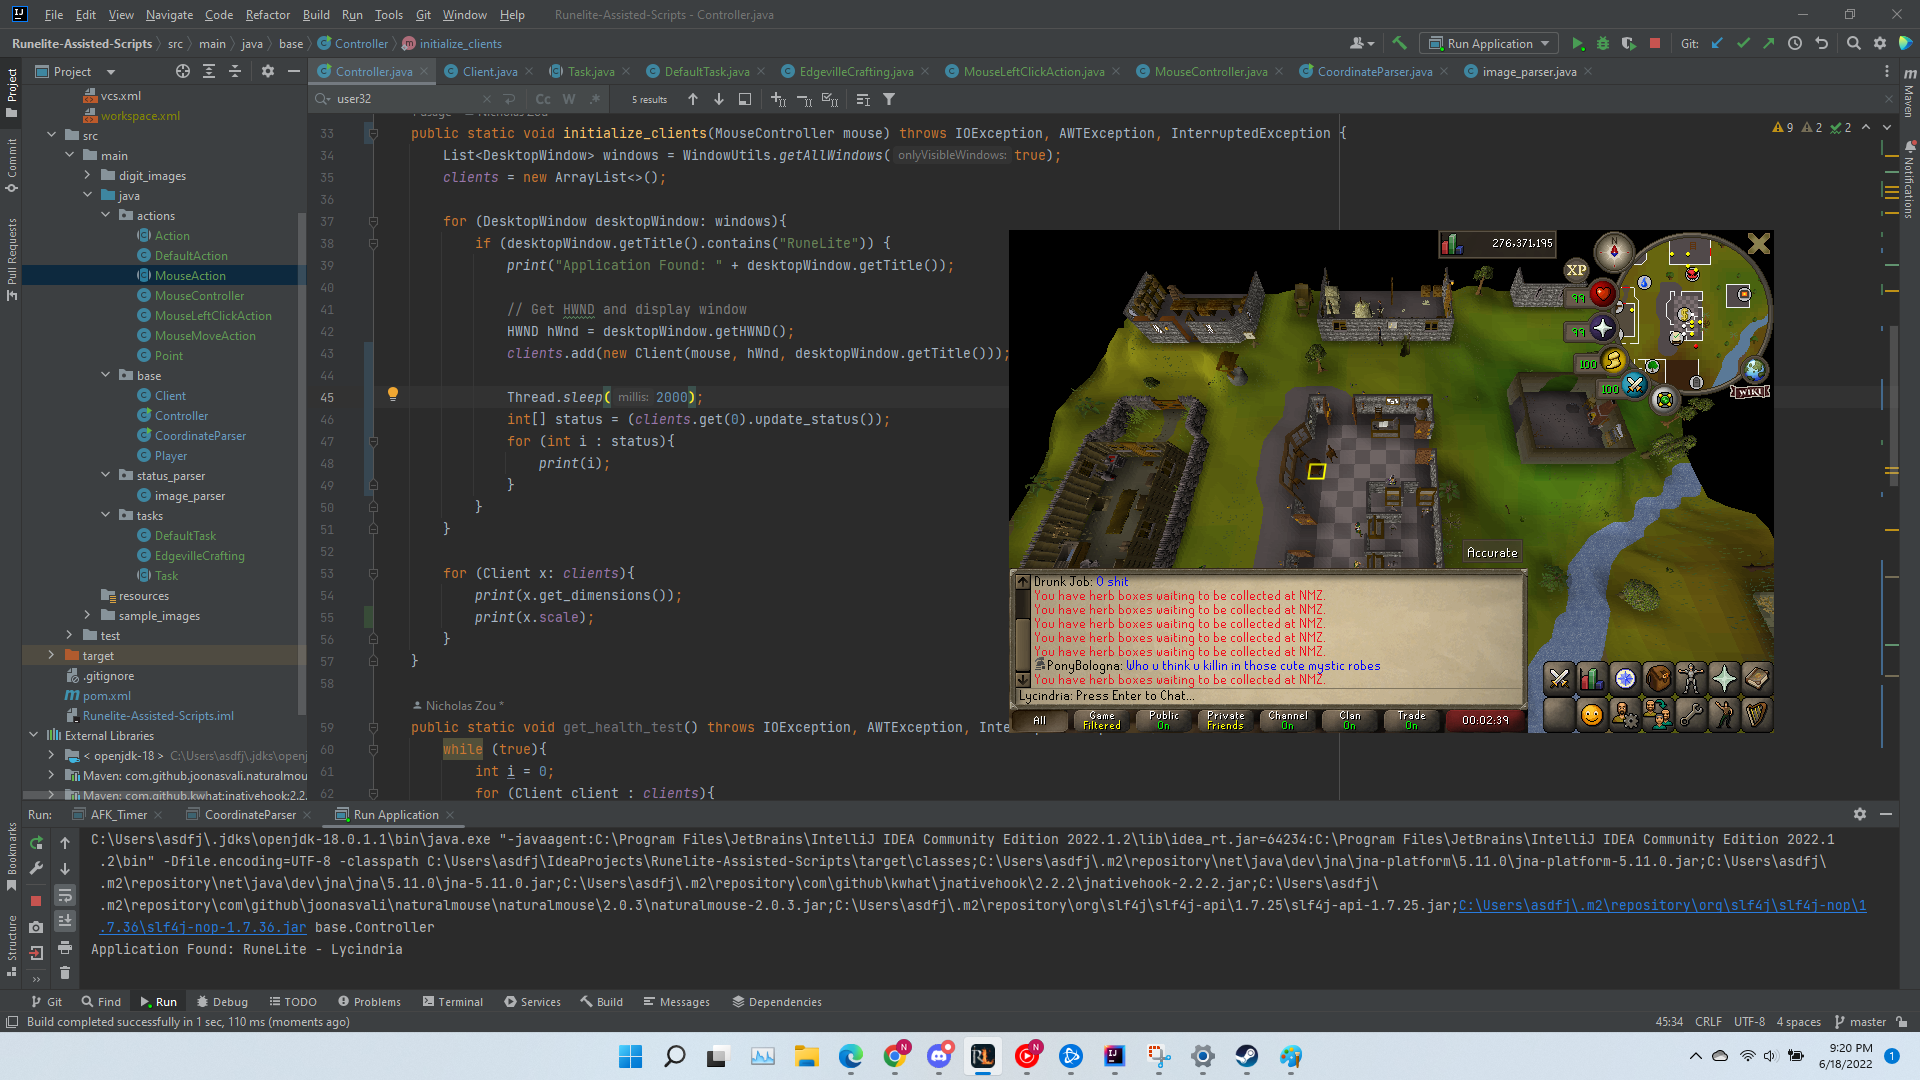 File Edit View Navigate Code Refactor Build Run Tools Git Window Help Runelite-Assisted-Scripts - Controller.java
Runelite-Assisted-Scripts src main java base Controller initialize_clients Run Application Git:
Project
Controller.java Client.java Task.java DefaultTask.java EdgevilleCrafting.java MouseLeftClickAction.java MouseController.java CoordinateParser.java image_parser.java
user32 Cc W .* 5 results
Project
Commit
Pull Requests
Bookmarks
Structure
Maven
Notifications
vcs.xml
workspace.xml
src
main
digit_images
java
actions
Action
DefaultAction
MouseAction
MouseController
MouseLeftClickAction
MouseMoveAction
Point
base
Client
Controller
CoordinateParser
Player
status_parser
image_parser
tasks
DefaultTask
EdgevilleCrafting
Task
resources
sample_images
test
target
.gitignore
pom.xml
Runelite-Assisted-Scripts.iml
External Libraries
< openjdk-18 > C:\Users\asdfj\.jdks\openj
Maven: com.github.joonasvali.naturalmou
Maven: com.github.kwhat:jnativehook:2.2.
9 2 2
33 public static void initialize_clients(MouseController mouse) throws IOException, AWTException, InterruptedException {
34 List<DesktopWindow> windows = WindowUtils.getAllWindows( onlyVisibleWindows: true);
35 clients = new ArrayList<>();
36
37 for (DesktopWindow desktopWindow: windows){
38 if (desktopWindow.getTitle().contains("RuneLite")) {
39 print("Application Found: " + desktopWindow.getTitle());
40
41 // Get HWND and display window
42 HWND hWnd = desktopWindow.getHWND();
43 clients.add(new Client(mouse, hWnd, desktopWindow.getTitle()));
44
45 Thread.sleep( millis: 2000);
46 int[] status = (clients.get(0).update_status());
47 for (int i : status){
48 print(i);
49 }
50 }
51 }
52
53 for (Client x: clients){
54 print(x.get_dimensions());
55 print(x.scale);
56 }
57 }
58
Nicholas Zou *
59 public static void get_health_test() throws IOException, AWTException, Inte
60 while (true){
61 int i = 0;
62 for (Client client : clients){
276,371,195
XP
N
99
99
100
100
WIKI
Accurate
Drunk Job: O shit
You have herb boxes waiting to be collected at NMZ.
You have herb boxes waiting to be collected at NMZ.
You have herb boxes waiting to be collected at NMZ.
You have herb boxes waiting to be collected at NMZ.
You have herb boxes waiting to be collected at NMZ.
PonyBologna: Who u think u killin in those cute mystic robes
You have herb boxes waiting to be collected at NMZ.
Lycindria: Press Enter to Chat...
All Game Filtered Public On Private Friends Channel On Clan On Trade On 00:02:39
Run: AFK_Timer CoordinateParser Run Application
C:\Users\asdfj\.jdks\openjdk-18.0.1.1\bin\java.exe "-javaagent:C:\Program Files\JetBrains\IntelliJ IDEA Community Edition 2022.1.2\lib\idea_rt.jar=64234:C:\Program Files\JetBrains\IntelliJ IDEA Community Edition 2022.1
.2\bin" -Dfile.encoding=UTF-8 -classpath C:\Users\asdfj\IdeaProjects\Runelite-Assisted-Scripts\target\classes;C:\Users\asdfj\.m2\repository\net\java\dev\jna\jna-platform\5.11.0\jna-platform-5.11.0.jar;C:\Users\asdfj\
.m2\repository\net\java\dev\jna\jna\5.11.0\jna-5.11.0.jar;C:\Users\asdfj\.m2\repository\com\github\kwhat\jnativehook\2.2.2\jnativehook-2.2.2.jar;C:\Users\asdfj\
.m2\repository\com\github\joonasvali\naturalmouse\naturalmouse\2.0.3\naturalmouse-2.0.3.jar;C:\Users\asdfj\.m2\repository\org\slf4j\slf4j-api\1.7.25\slf4j-api-1.7.25.jar;C:\Users\asdfj\.m2\repository\org\slf4j\slf4j-nop\1
.7.36\slf4j-nop-1.7.36.jar base.Controller
Application Found: RuneLite - Lycindria
Git Find Run Debug TODO Problems Terminal Services Build Messages Dependencies
Build completed successfully in 1 sec, 110 ms (moments ago) 45:34 CRLF UTF-8 4 spaces master
9:20 PM
6/18/2022
1